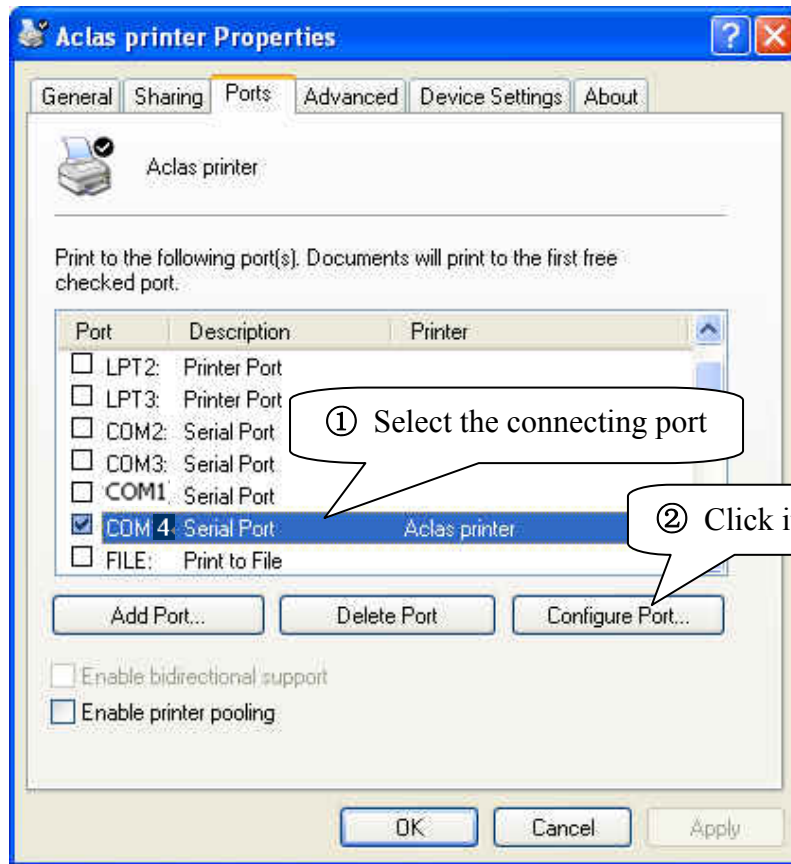 Aclas printer Properties
General Sharing Ports Advanced Device Settings About
Aclas printer
Print to the following port(s). Documents will print to the first free
checked port.
Port Description Printer
LPT2: Printer Port
LPT3: Printer Port
① Select the connecting port
COM2: Serial Port
COM3: Serial Port
COM1 Serial Port
COM 4 Serial Port Aclas printer
② Click i
FILE: Print to File
Add Port... Delete Port Configure Port...
Enable bidirectional support
Enable printer pooling
OK Cancel Apply